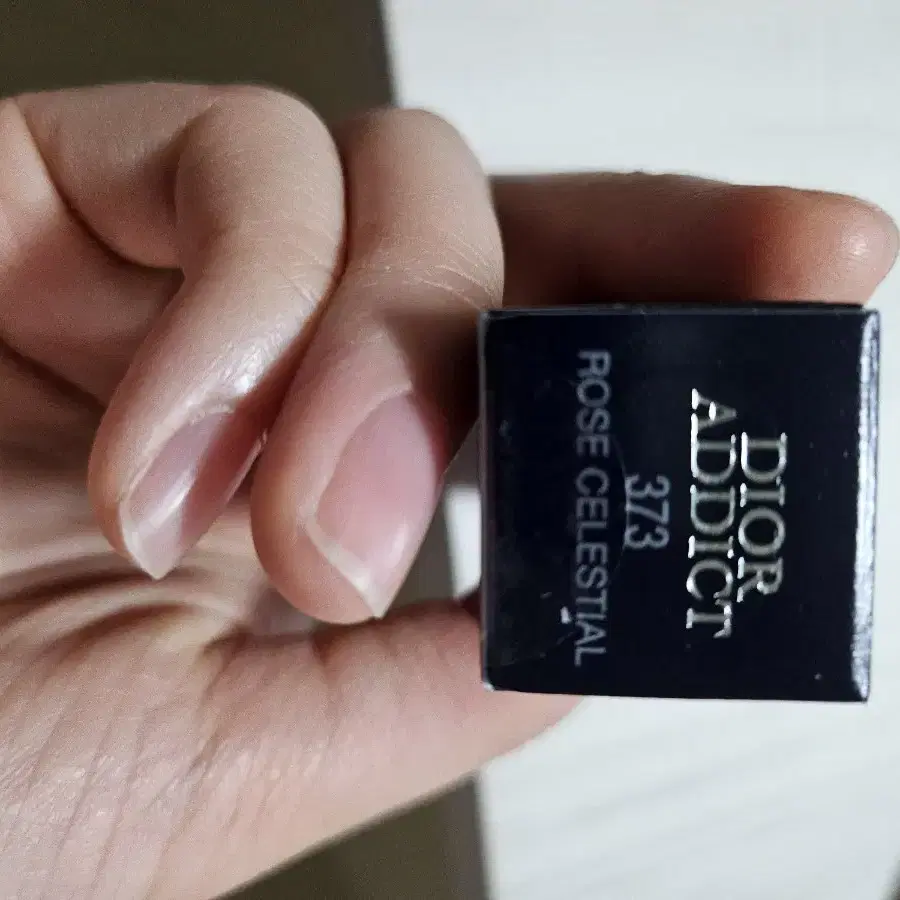 DIOR
ADDICT
373
ROSE CELESTIAL